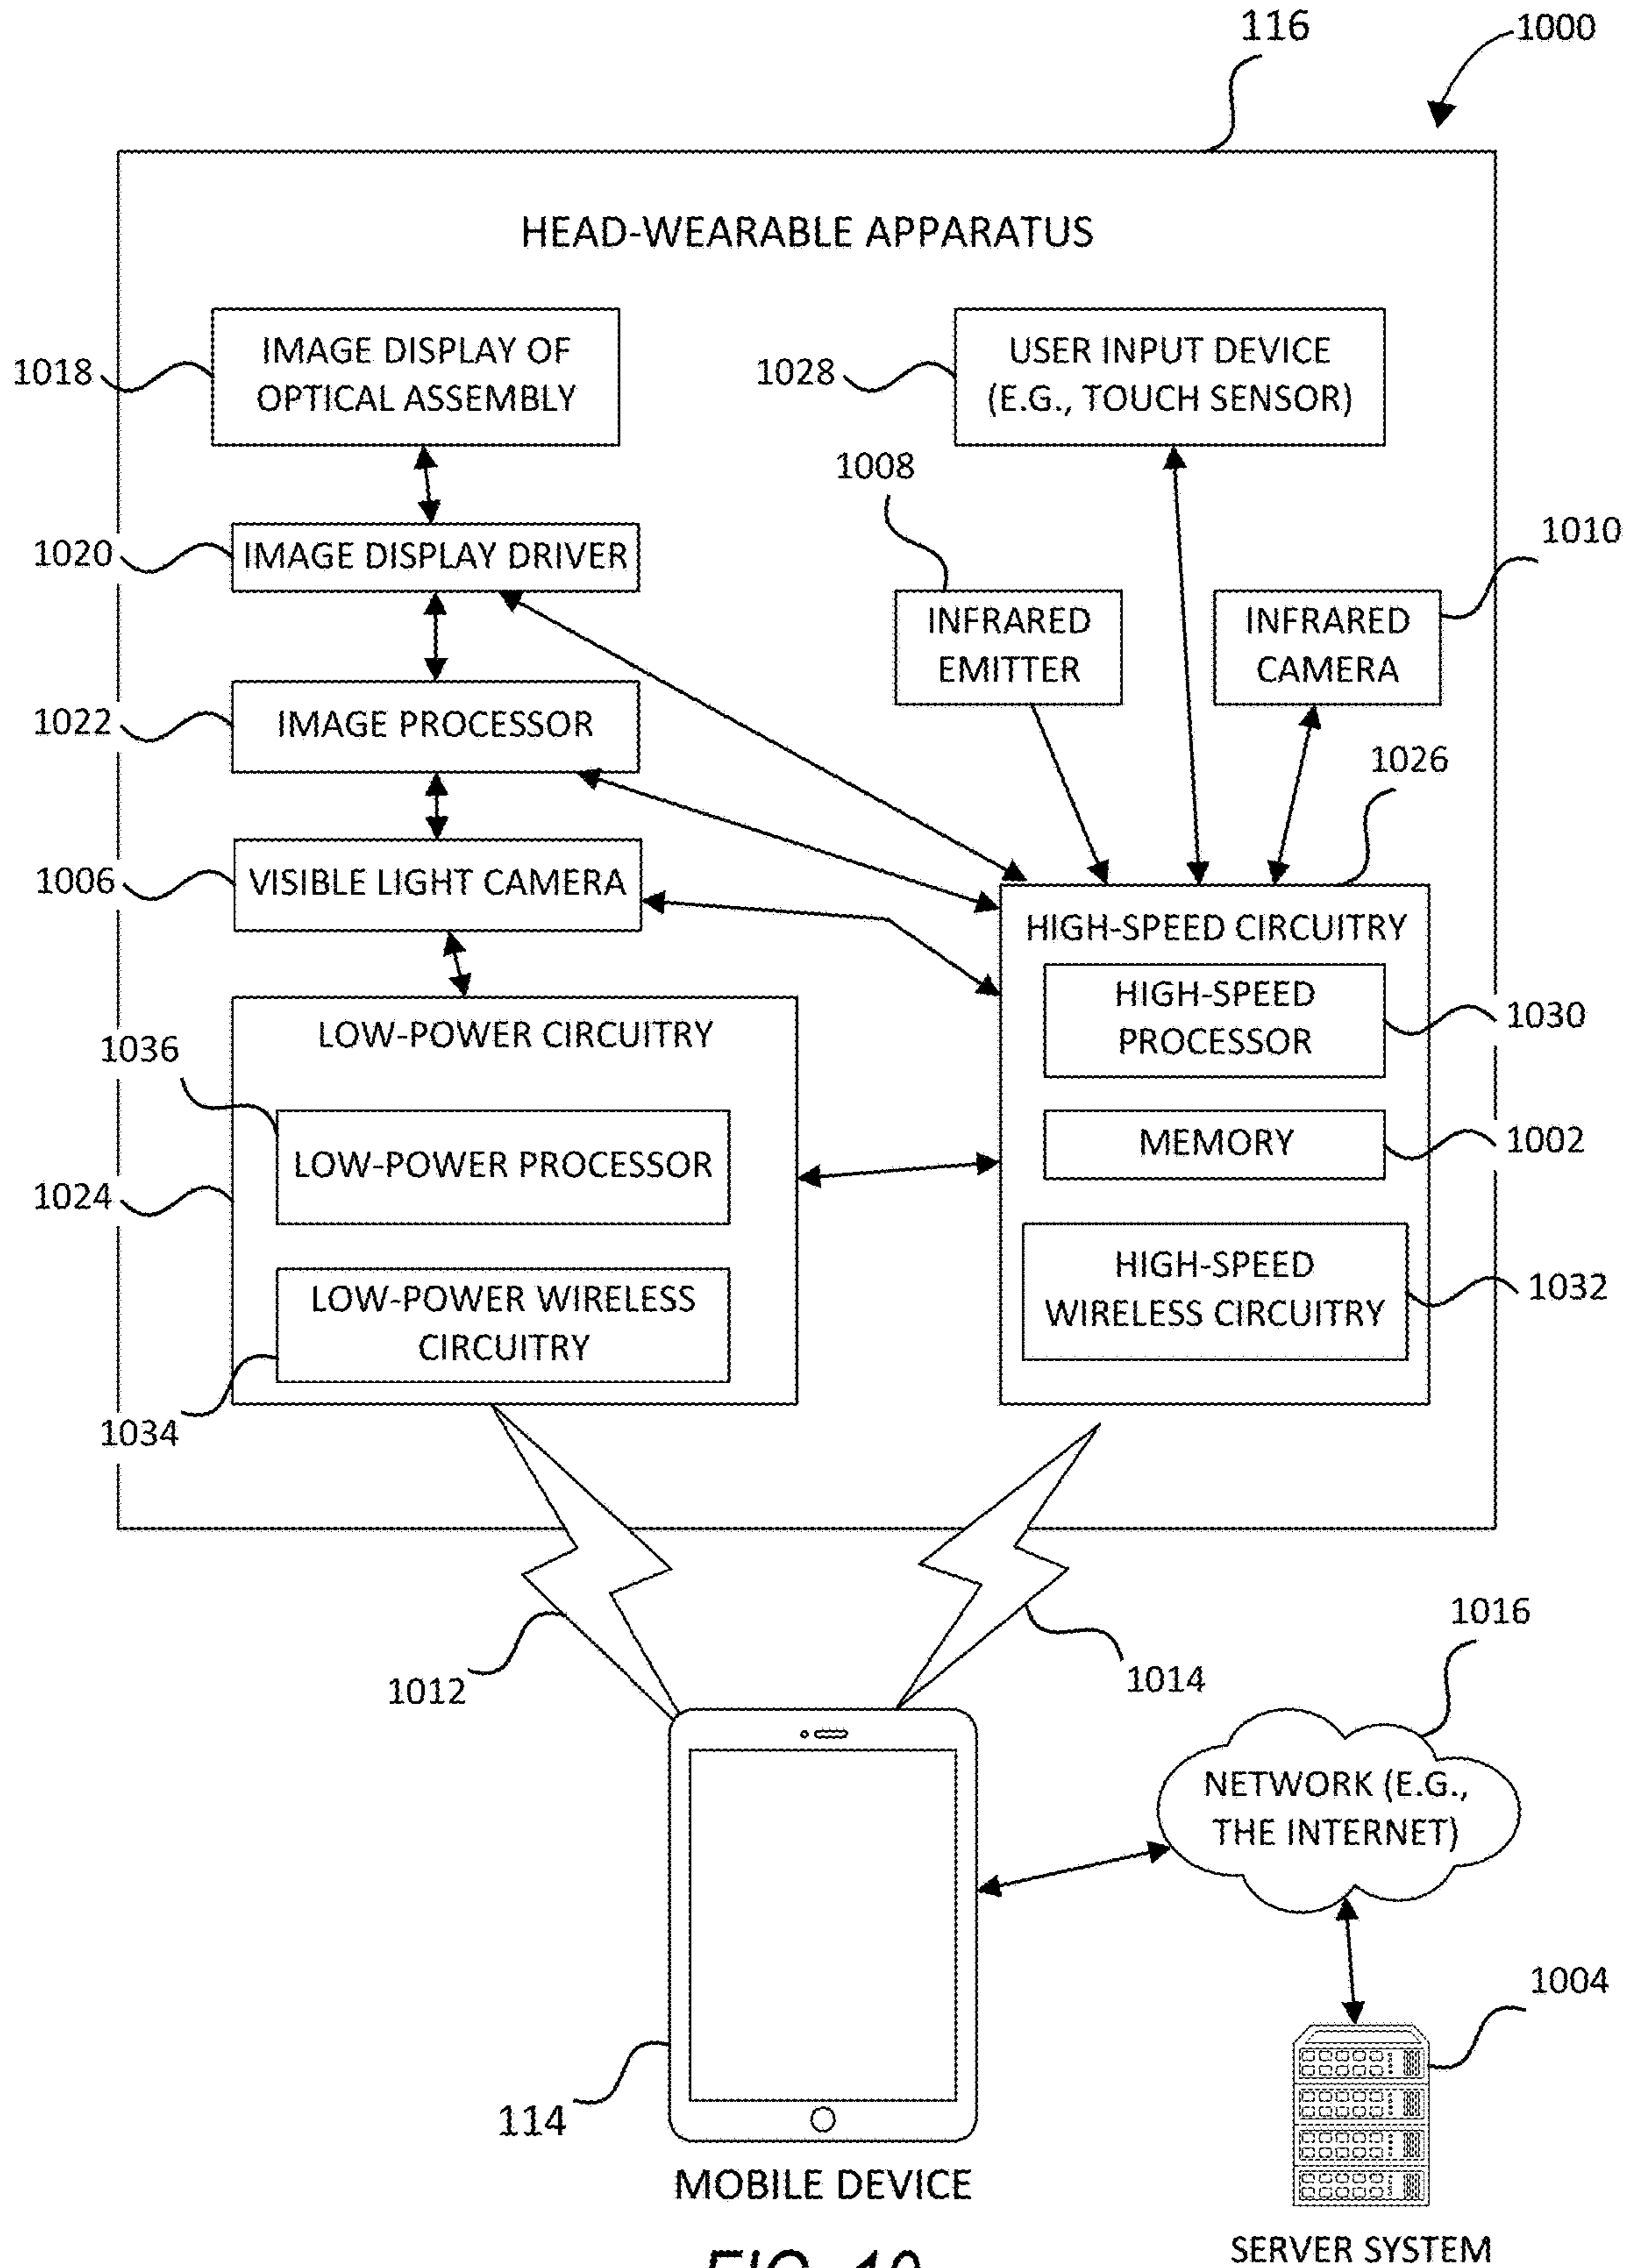 116
1000
HEAD-WEARABLE APPARATUS
1018
IMAGE DISPLAY OF
OPTICAL ASSEMBLY
1028
USER INPUT DEVICE
(E.G., TOUCH SENSOR)
1008
1010
1020
IMAGE DISPLAY DRIVER
INFRARED
EMITTER
INFRARED
CAMERA
1022
IMAGE PROCESSOR
1026
1006
VISIBLE LIGHT CAMERA
HIGH-SPEED CIRCUITRY
HIGH-SPEED
PROCESSOR
1030
LOW-POWER CIRCUITRY
1036
MEMORY
1002
LOW-POWER PROCESSOR
1024
HIGH-SPEED
WIRELESS CIRCUITRY
1032
LOW-POWER WIRELESS
CIRCUITRY
1034
1012
1014
1016
NETWORK (E.G.,
THE INTERNET)
1004
114
MOBILE DEVICE
SERVER SYSTEM
FIG. 10